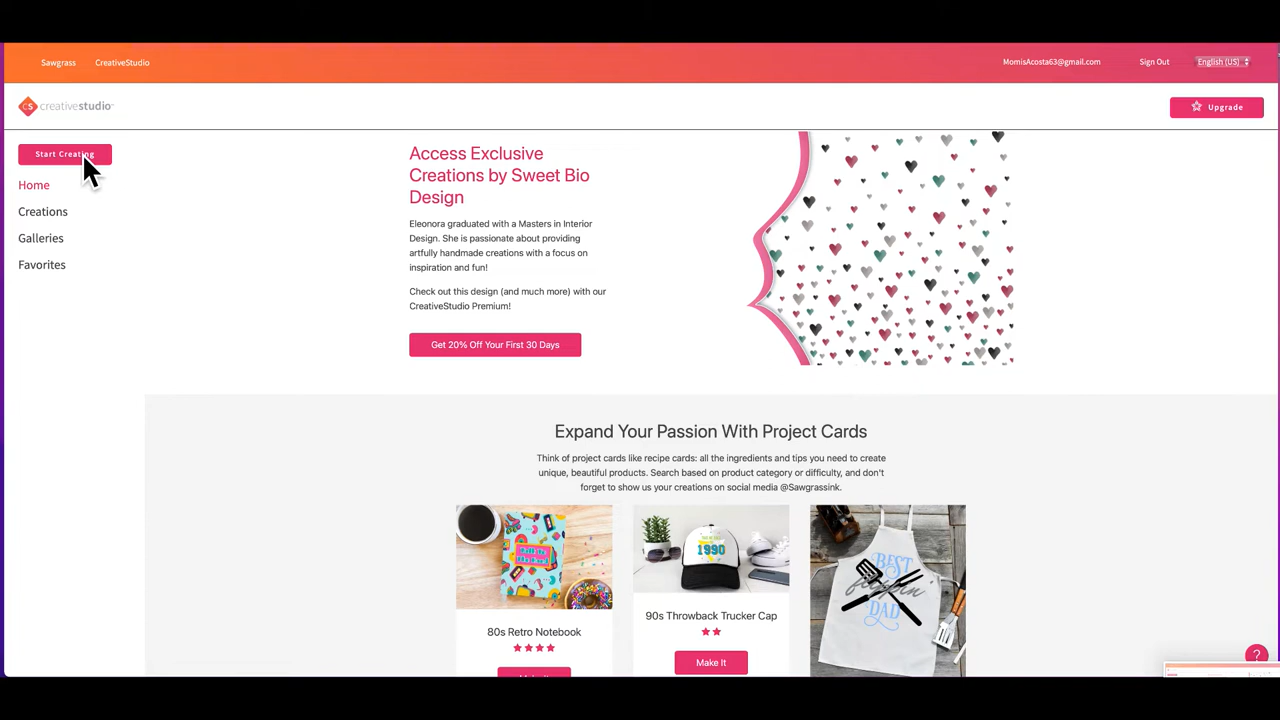 Sawgrass CreativeStudio MomisAcosta63@gmail.com Sign Out English (US)
CS creativestudio Upgrade
Start Creating
Home
Creations
Galleries
Favorites
Access Exclusive
Creations by Sweet Bio
Design
Eleonora graduated with a Masters in Interior
Design. She is passionate about providing
artfully handmade creations with a focus on
inspiration and fun!
Check out this design (and much more) with our
CreativeStudio Premium!
Get 20% Off Your First 30 Days
Expand Your Passion With Project Cards
Think of project cards like recipe cards: all the ingredients and tips you need to create
unique, beautiful products. Search based on product category or difficulty, and don't
forget to show us your creations on social media @Sawgrassink.
1990
BEST
DAD
80s Retro Notebook
90s Throwback Trucker Cap
Make It
?